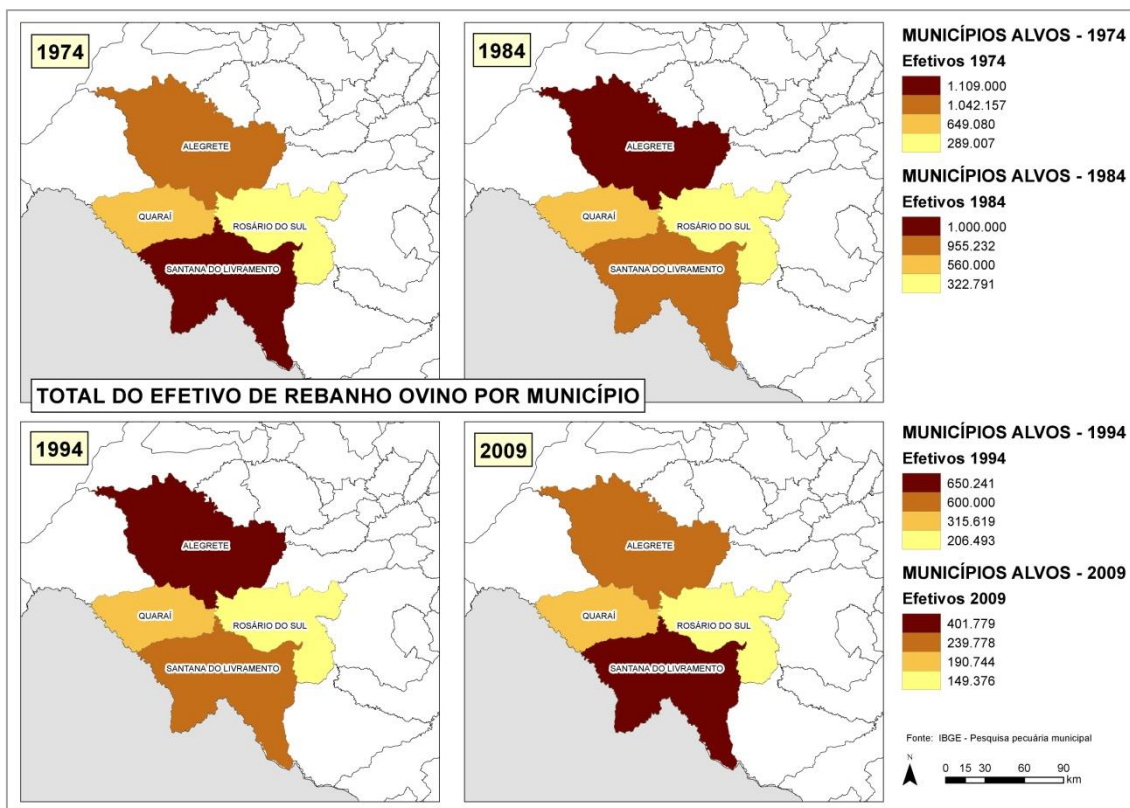 1974
ALEGRETE
QUARAÍ
ROSÁRIO DO SUL
SANTANA DO LIVRAMENTO
1984
ALEGRETE
QUARAÍ
ROSÁRIO DO SUL
SANTANA DO LIVRAMENTO
MUNICÍPIOS ALVOS - 1974
Efetivos 1974
1.109.000
1.042.157
649.080
289.007
MUNICÍPIOS ALVOS - 1984
Efetivos 1984
1.000.000
955.232
560.000
322.791
TOTAL DO EFETIVO DE REBANHO OVINO POR MUNICÍPIO
1994
ALEGRETE
QUARAÍ
ROSÁRIO DO SUL
SANTANA DO LIVRAMENTO
2009
ALEGRETE
QUARAÍ
ROSÁRIO DO SUL
SANTANA DO LIVRAMENTO
MUNICÍPIOS ALVOS - 1994
Efetivos 1994
650.241
600.000
315.619
206.493
MUNICÍPIOS ALVOS - 2009
Efetivos 2009
401.779
239.778
190.744
149.376
Fonte: IBGE - Pesquisa pecuária municipal
N
0 15 30 60 90
km